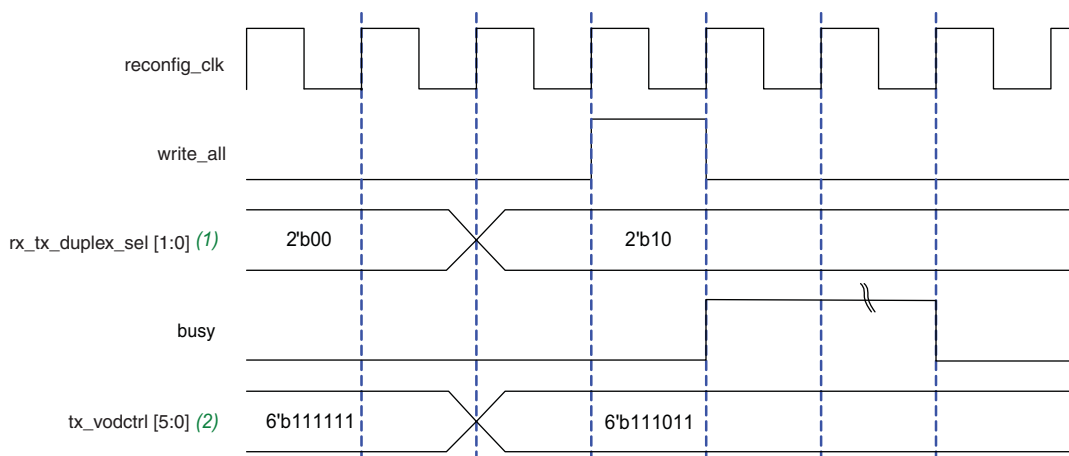 reconfig_clk
write_all
rx_tx_duplex_sel [1:0] (1) 2'b00 2'b10
busy
tx_vodctrl [5:0] (2) 6'b111111 6'b111011